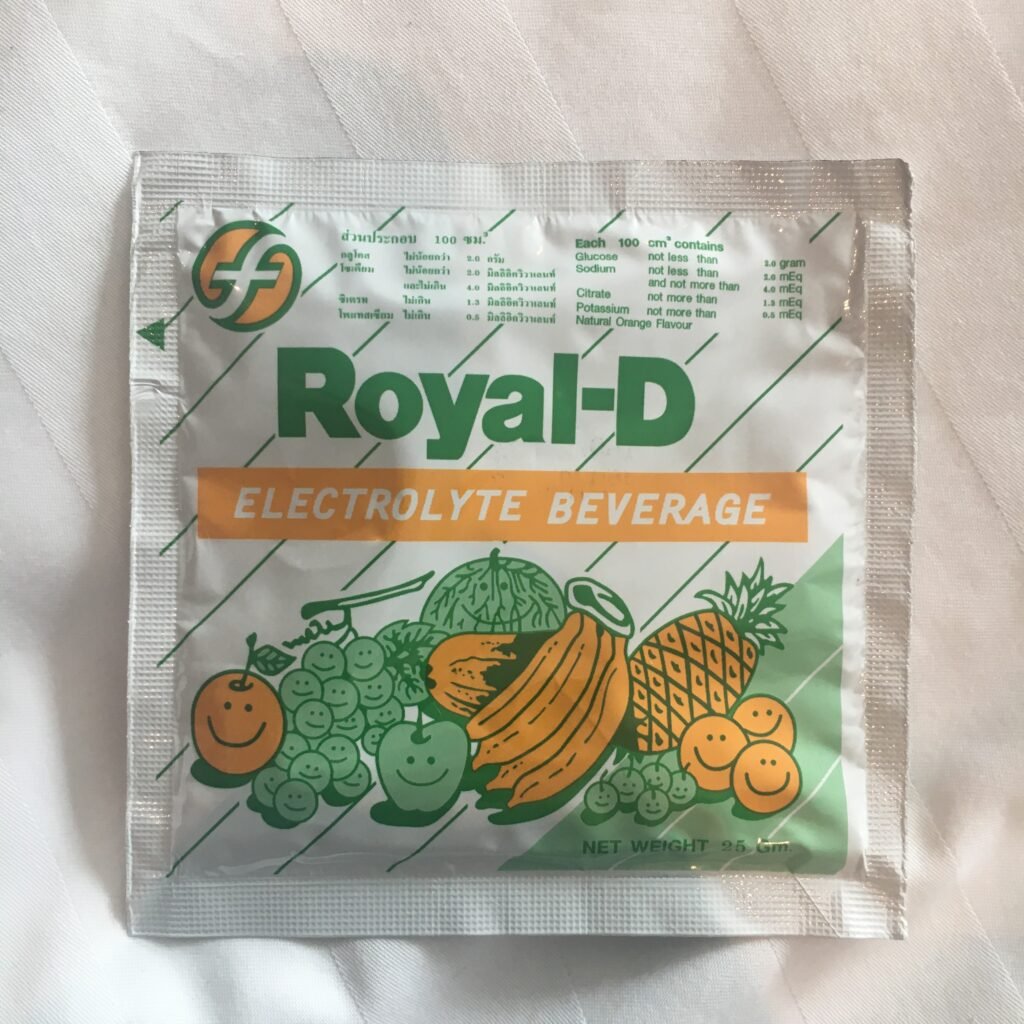 ส่วนประกอบ 100 ซม.³
กลูโคส ไม่น้อยกว่า 2.0 กรัม
โซเดียม ไม่น้อยกว่า 2.0 มิลลิอิควิวาเลนท์
และไม่เกิน 4.0 มิลลิอิควิวาเลนท์
ซิเตรท ไม่เกิน 1.3 มิลลิอิควิวาเลนท์
โพแทสเซียม ไม่เกิน 0.5 มิลลิอิควิวาเลนท์
Each 100 cm³ contains
Glucose not less than 2.0 gram
Sodium not less than 2.0 mEq
and not more than 4.0 mEq
Citrate not more than 1.3 mEq
Potassium not more than 0.5 mEq
Natural Orange Flavour
Royal-D
ELECTROLYTE BEVERAGE
NET WEIGHT 25 Gm.